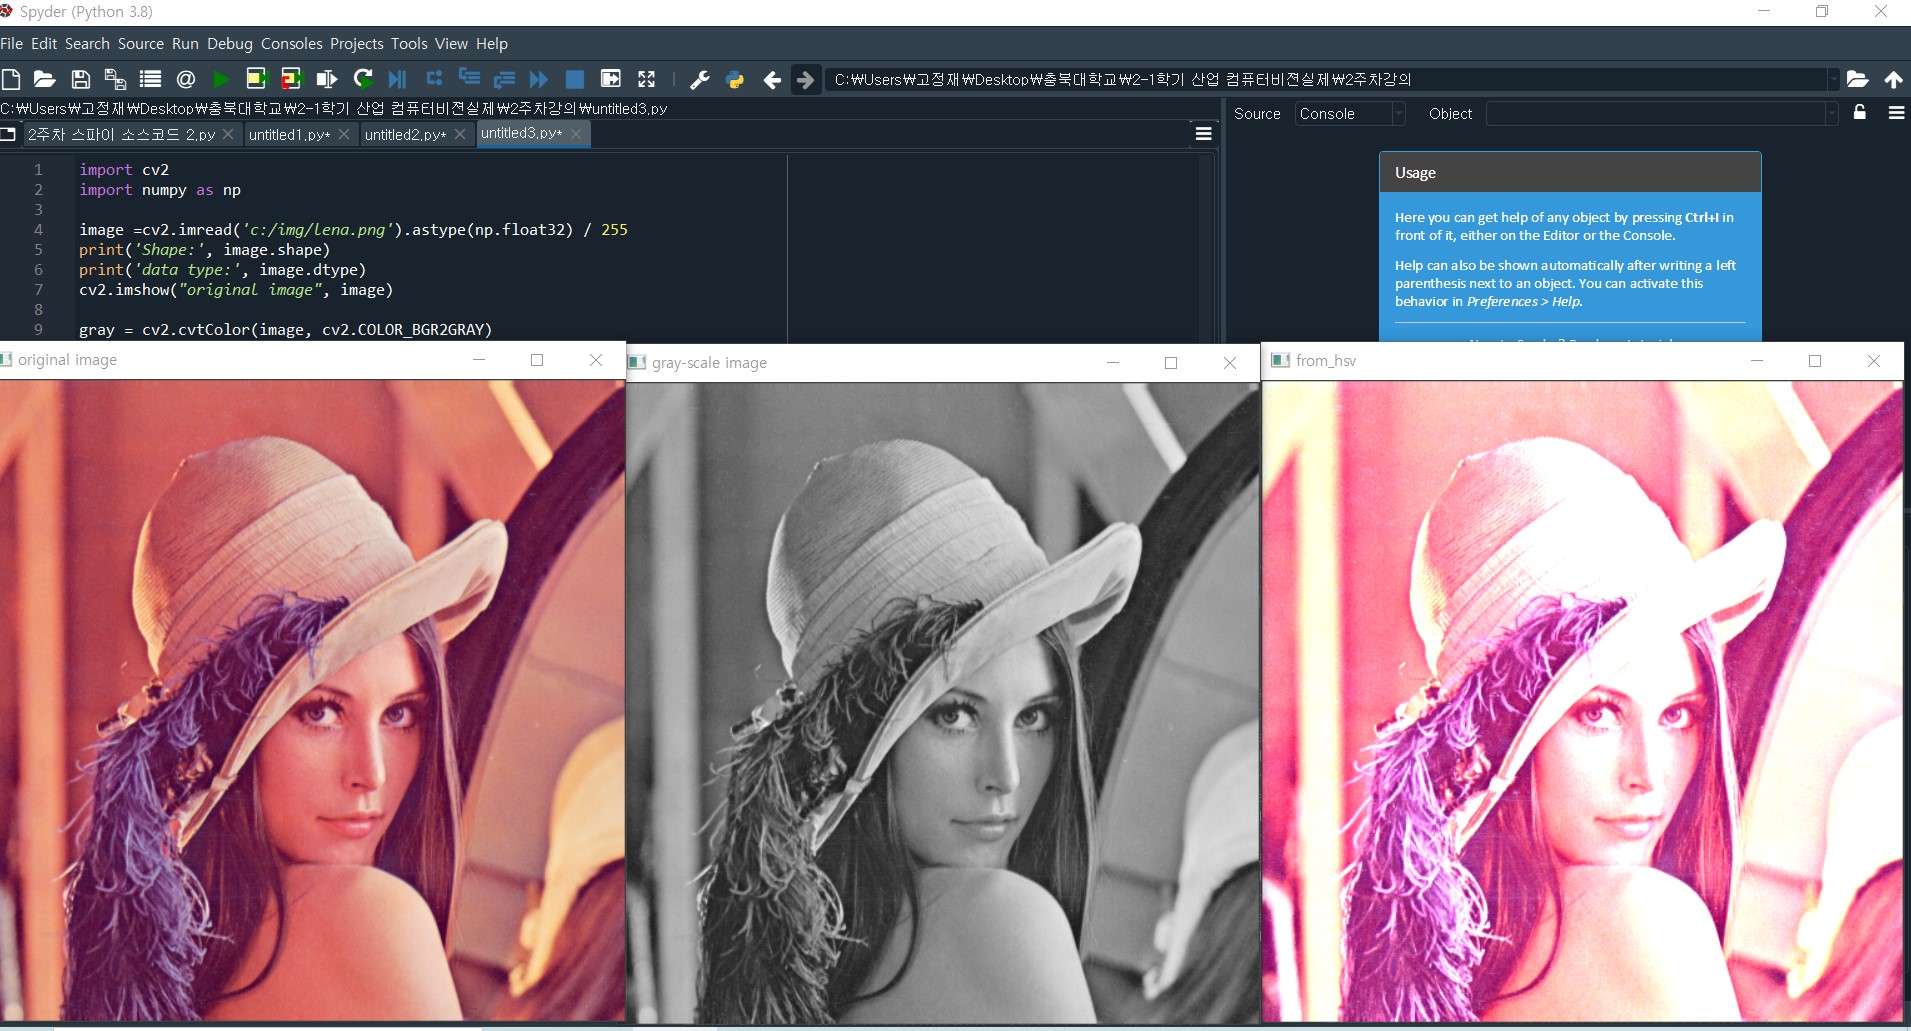 Spyder (Python 3.8)
File Edit Search Source Run Debug Consoles Projects Tools View Help
C:₩Users₩고정재₩Desktop₩충북대학교₩2-1학기 산업 컴퓨터비젼실제₩2주차강의
C:₩Users₩고정재₩Desktop₩충북대학교₩2-1학기 산업 컴퓨터비젼실제₩2주차강의₩untitled3.py
Source Console Object
2주차 스파이 소스코드 2.py untitled1.py* untitled2.py* untitled3.py*
1 import cv2
2 import numpy as np
3
4 image =cv2.imread('c:/img/lena.png').astype(np.float32) / 255
5 print('Shape:', image.shape)
6 print('data type:', image.dtype)
7 cv2.imshow("original image", image)
8
9 gray = cv2.cvtColor(image, cv2.COLOR_BGR2GRAY)
Usage
Here you can get help of any object by pressing Ctrl+I in
front of it, either on the Editor or the Console.
Help can also be shown automatically after writing a left
parenthesis next to an object. You can activate this
behavior in Preferences > Help.
original image
gray-scale image
from_hsv